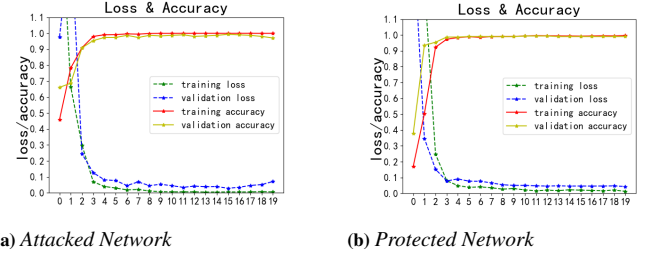 Loss & Accuracy
loss/accuracy
1.1
1.0
0.9
0.8
0.7
0.6
0.5
0.4
0.3
0.2
0.1
0.0
training loss
validation loss
training accuracy
validation accuracy
0 1 2 3 4 5 6 7 8 9 10 11 12 13 14 15 16 17 18 19
a) Attacked Network
Loss & Accuracy
loss/accuracy
1.1
1.0
0.9
0.8
0.7
0.6
0.5
0.4
0.3
0.2
0.1
0.0
training loss
validation loss
training accuracy
validation accuracy
0 1 2 3 4 5 6 7 8 9 10 11 12 13 14 15 16 17 18 19
(b) Protected Network